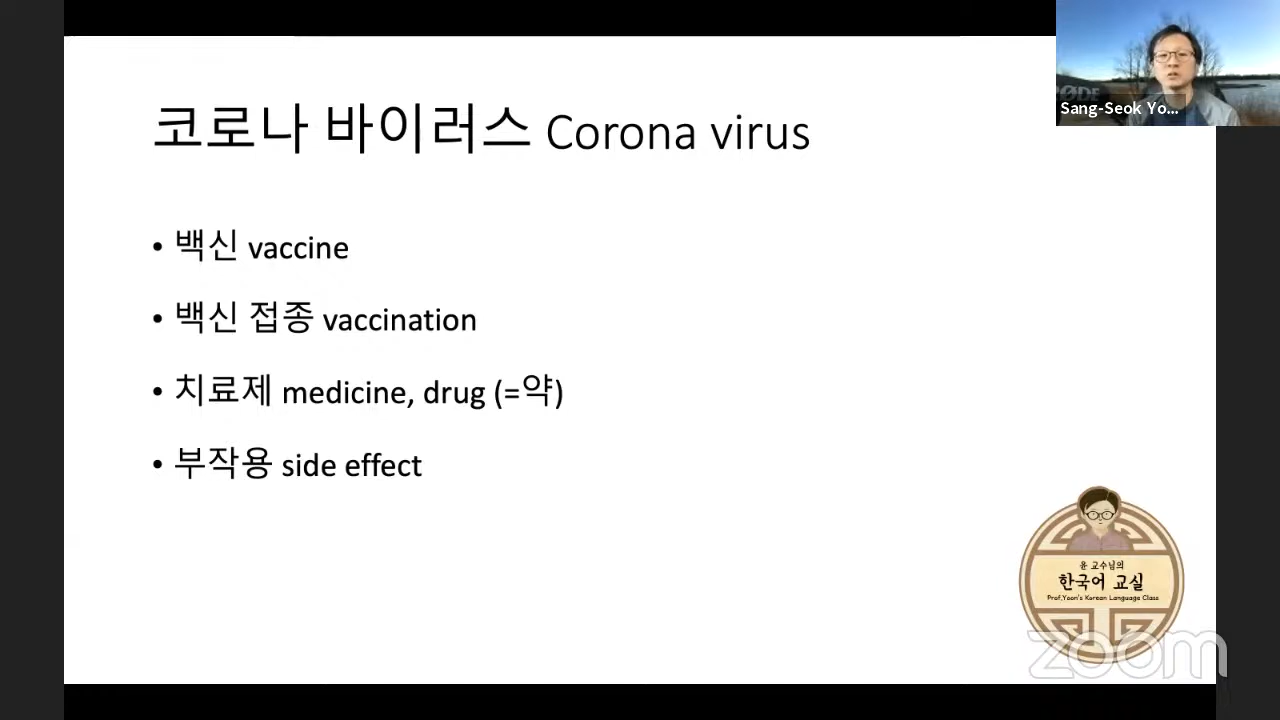 코로나 바이러스 Corona virus
• 백신 vaccine
• 백신 접종 vaccination
• 치료제 medicine, drug (=약)
• 부작용 side effect
Sang-Seok Yo...
윤 교수님의
한국어 교실
Prof.Yoon's Korean Language Class
zoom